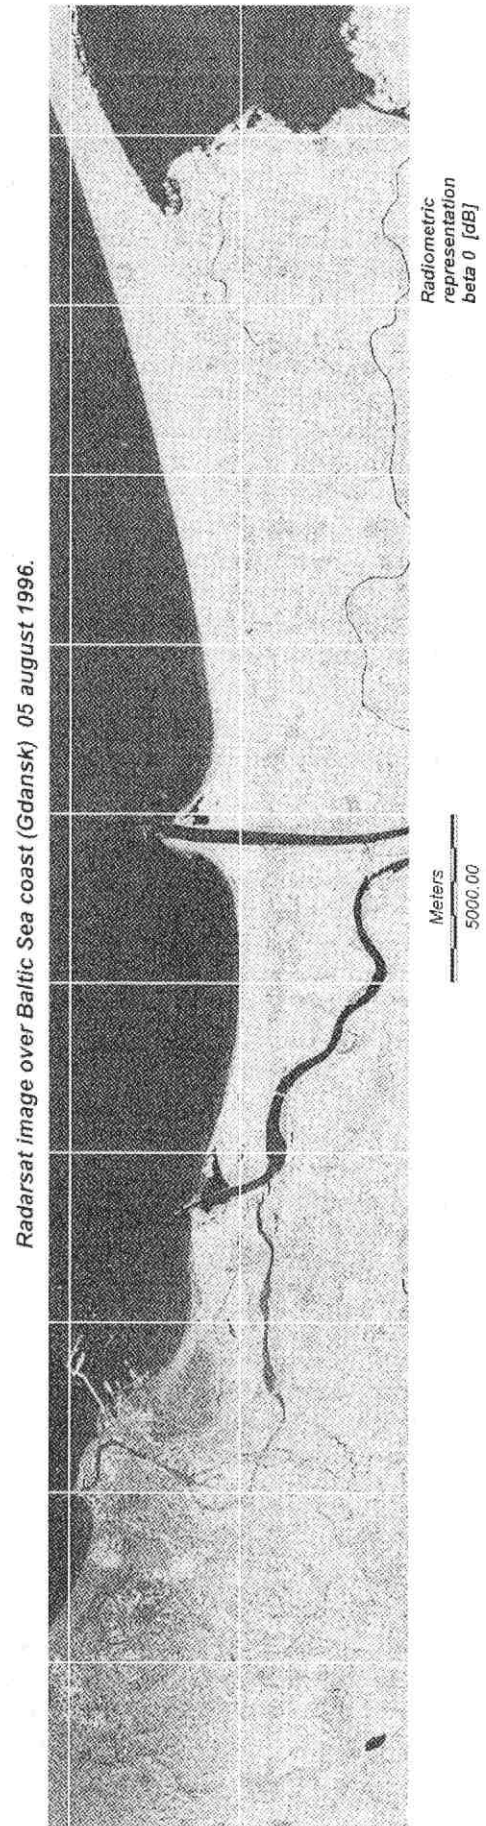 Radarsat image over Baltic Sea coast (Gdansk) 05 august 1996.
Radiometric
representation
beta 0 [dB]
Meters
5000.00